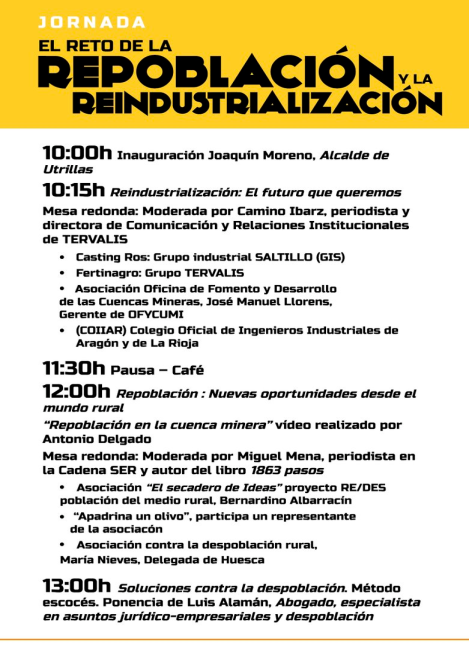 JORNADA
EL RETO DE LA
REPOBLACIÓN Y LA
REINDUSTRIALIZACIÓN
10:00h Inauguración Joaquín Moreno, Alcalde de
Utrillas
10:15h Reindustrialización: El futuro que queremos
Mesa redonda: Moderada por Camino Ibarz, periodista y
directora de Comunicación y Relaciones Institucionales
de TERVALIS
• Casting Ros: Grupo industrial SALTILLO (GIS)
• Fertinagro: Grupo TERVALIS
• Asociación Oficina de Fomento y Desarrollo
de las Cuencas Mineras, José Manuel Llorens,
Gerente de OFYCUMI
• (COIIAR) Colegio Oficial de Ingenieros Industriales de
Aragón y de La Rioja
11:30h Pausa – Café
12:00h Repoblación : Nuevas oportunidades desde el
mundo rural
“Repoblación en la cuenca minera” vídeo realizado por
Antonio Delgado
Mesa redonda: Moderada por Miguel Mena, periodista en
la Cadena SER y autor del libro 1863 pasos
• Asociación “El secadero de Ideas” proyecto RE/DES
población del medio rural, Bernardino Albarracín
• “Apadrina un olivo”, participa un representante
de la asociacón
• Asociación contra la despoblación rural,
María Nieves, Delegada de Huesca
13:00h Soluciones contra la despoblación. Método
escocés. Ponencia de Luis Alamán, Abogado, especialista
en asuntos jurídico-empresariales y despoblación